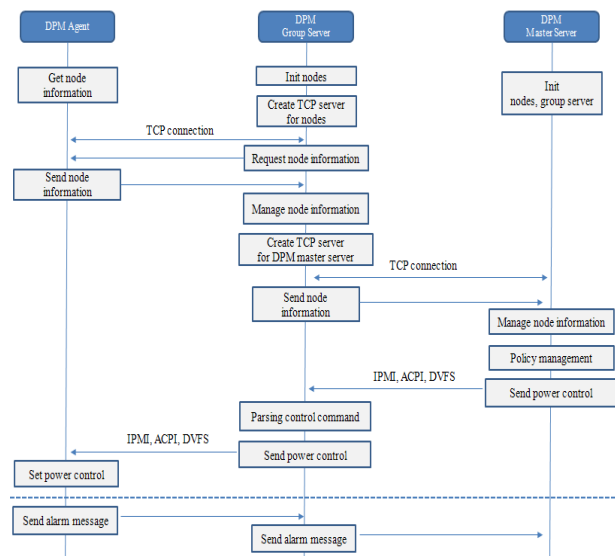 DPM Agent
DPM
Group Server
DPM
Master Server
Get node
information
Init nodes
Init
nodes, group server
Create TCP server
for nodes
TCP connection
Request node information
Send node
information
Manage node information
Create TCP server
for DPM master server
TCP connection
Send node
information
Manage node information
Policy management
IPMI, ACPI, DVFS
Send power control
Parsing control command
IPMI, ACPI, DVFS
Send power control
Set power control
Send alarm message
Send alarm message